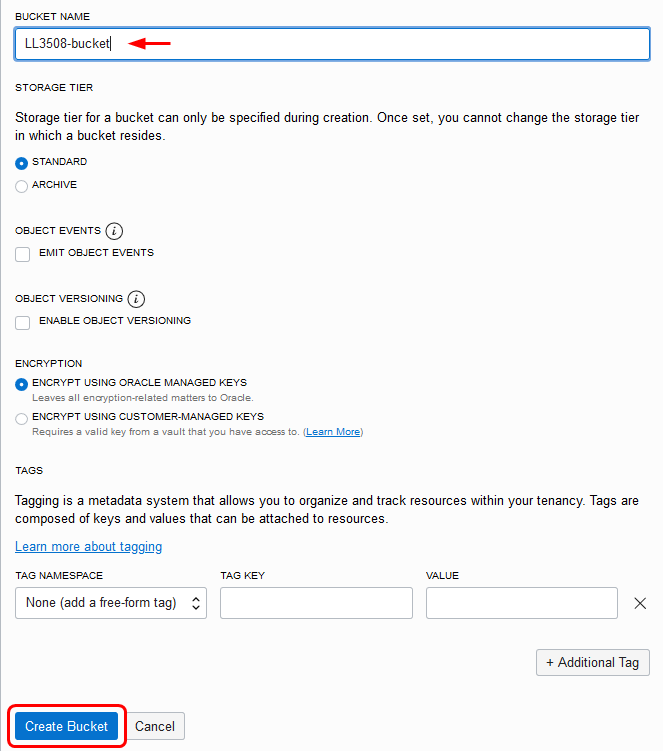 BUCKET NAME
LL3508-bucket
STORAGE TIER
Storage tier for a bucket can only be specified during creation. Once set, you cannot change the storage tier
in which a bucket resides.
STANDARD
ARCHIVE
OBJECT EVENTS i
EMIT OBJECT EVENTS
OBJECT VERSIONING i
ENABLE OBJECT VERSIONING
ENCRYPTION
ENCRYPT USING ORACLE MANAGED KEYS
Leaves all encryption-related matters to Oracle.
ENCRYPT USING CUSTOMER-MANAGED KEYS
Requires a valid key from a vault that you have access to. (Learn More)
TAGS
Tagging is a metadata system that allows you to organize and track resources within your tenancy. Tags are
composed of keys and values that can be attached to resources.
Learn more about tagging
TAG NAMESPACE TAG KEY VALUE
None (add a free-form tag)
+ Additional Tag
Create Bucket Cancel